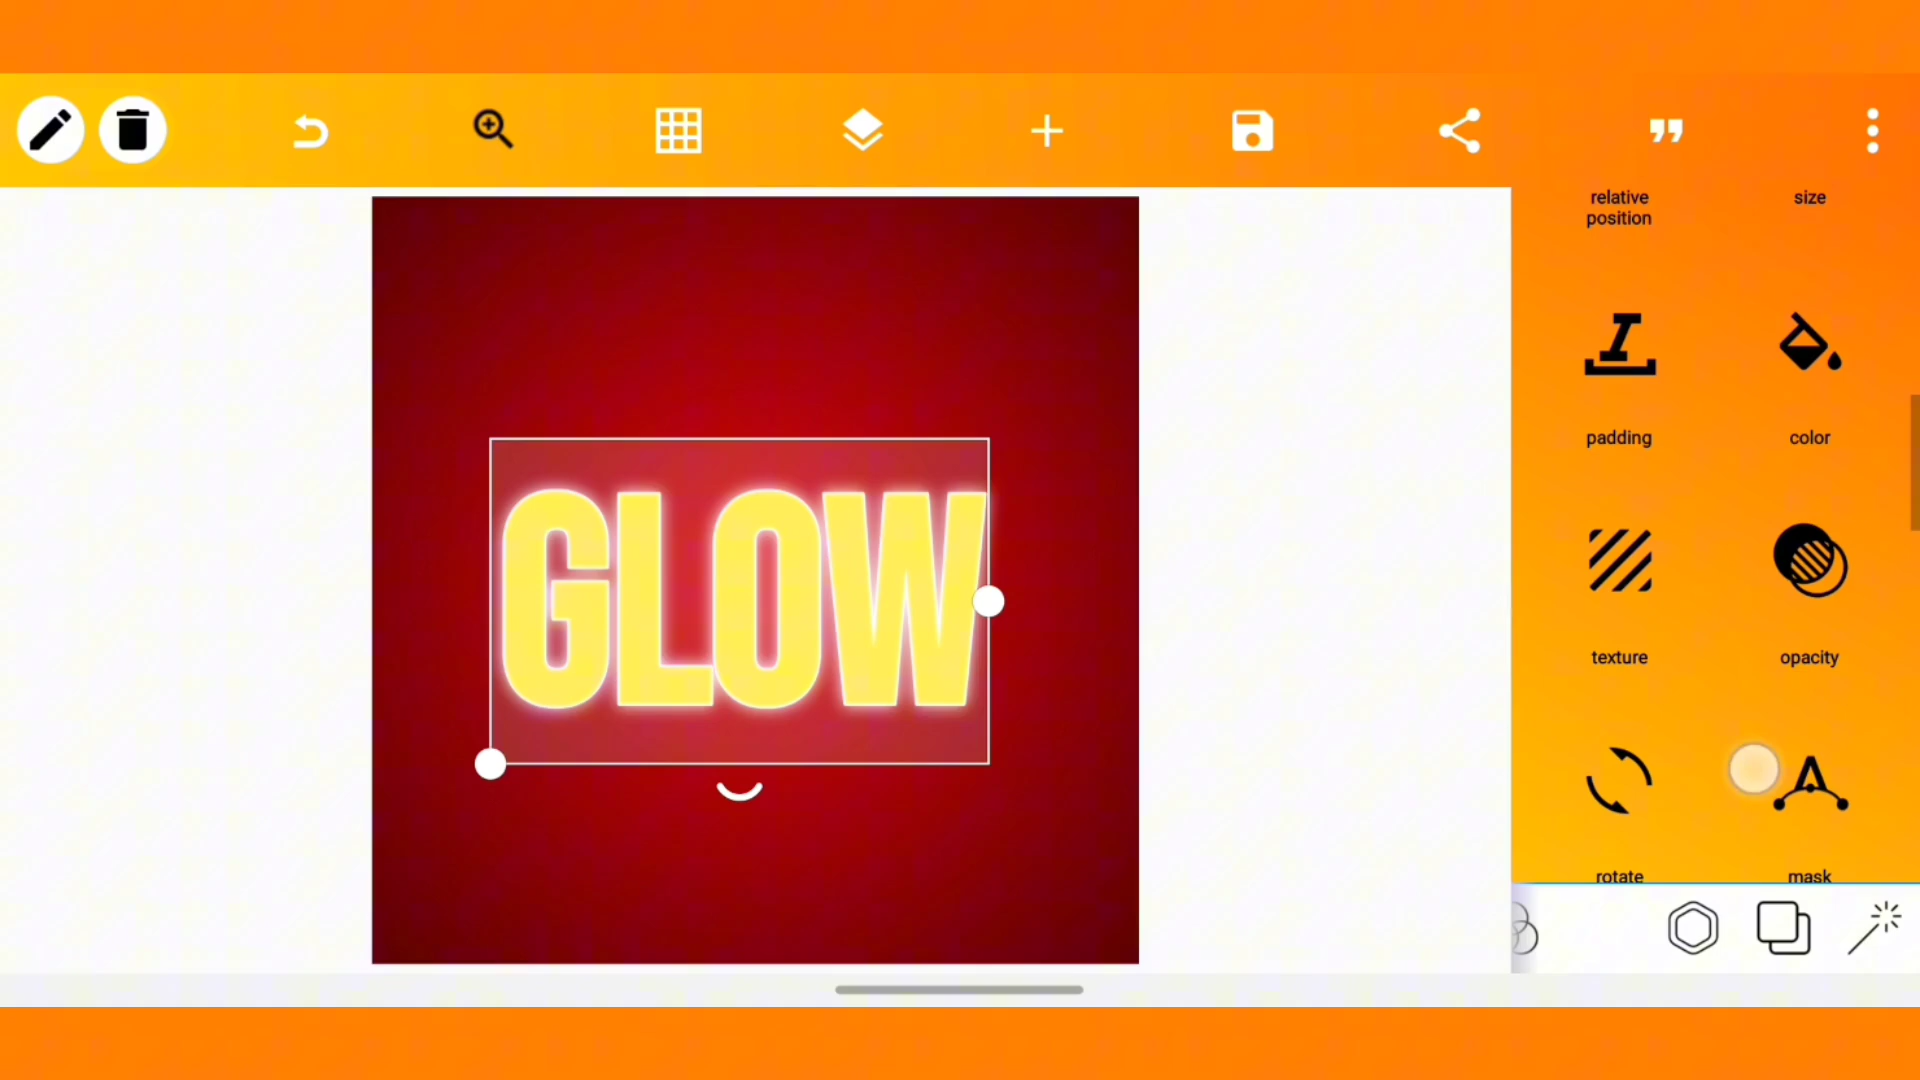 relative
position
size
GLOW
padding
color
texture
opacity
rotate
mask